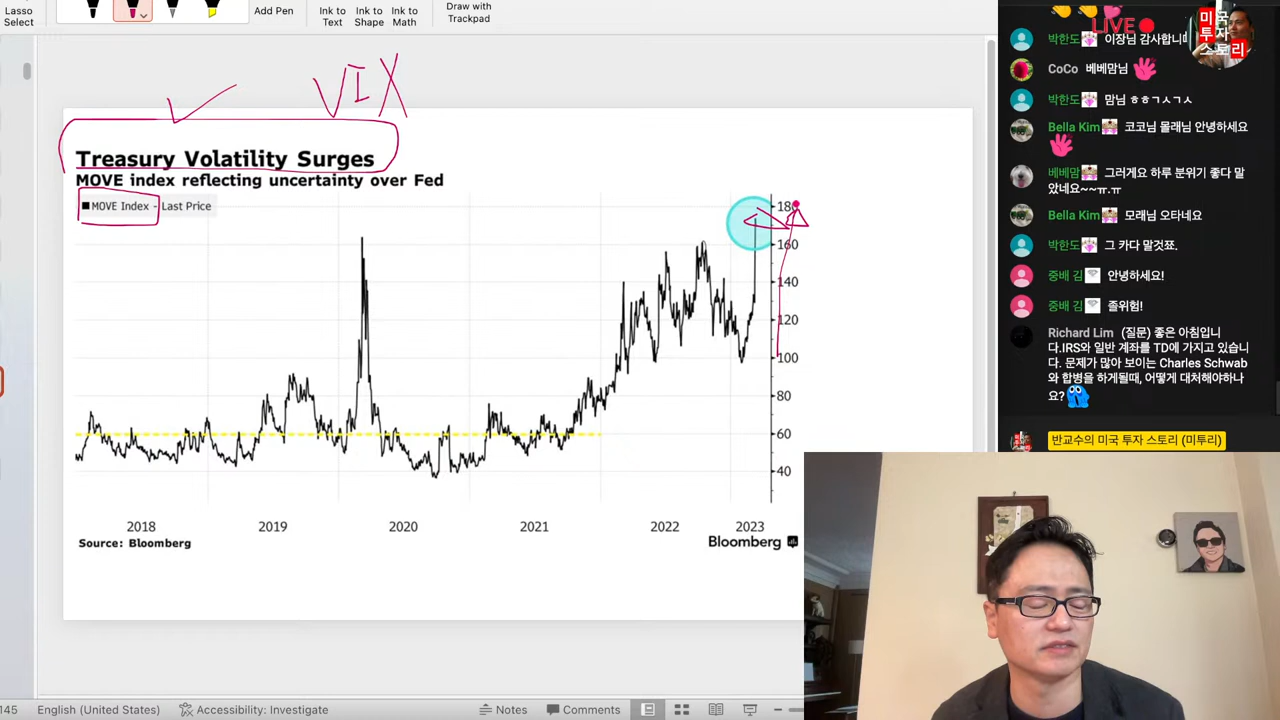 Lasso
Select
Add Pen
Ink to
Text
Ink to
Shape
Ink to
Math
Draw with
Trackpad
VIX
Treasury Volatility Surges
MOVE index reflecting uncertainty over Fed
MOVE Index - Last Price
180
160
140
120
100
80
60
40
2018
2019
2020
2021
2022
2023
Source: Bloomberg
Bloomberg
145
English (United States)
Accessibility: Investigate
Notes
Comments
LIVE
미국
투자
스토리
박한도 이장님 감사합니다
CoCo 베베맘님
박한도 맘님 ㅎㅎㄱㅅㄱㅅ
Bella Kim 코코님 몰래님 안녕하세요
베베맘 그러게요 하루 분위기 좋다 말
았네요~~ㅠ.ㅠ
Bella Kim 모래님 오타네요
박한도 그 카다 말것쬬.
중배 김 안녕하세요!
중배 김 졸위험!
Richard Lim (질문) 좋은 아침입니
다.IRS와 일반 계좌를 TD에 가지고 있습니
다. 문제가 많아 보이는 Charles Schwab
와 합병을 하게될때, 어떻게 대처해야하나
요?
반교수의 미국 투자 스토리 (미투리)